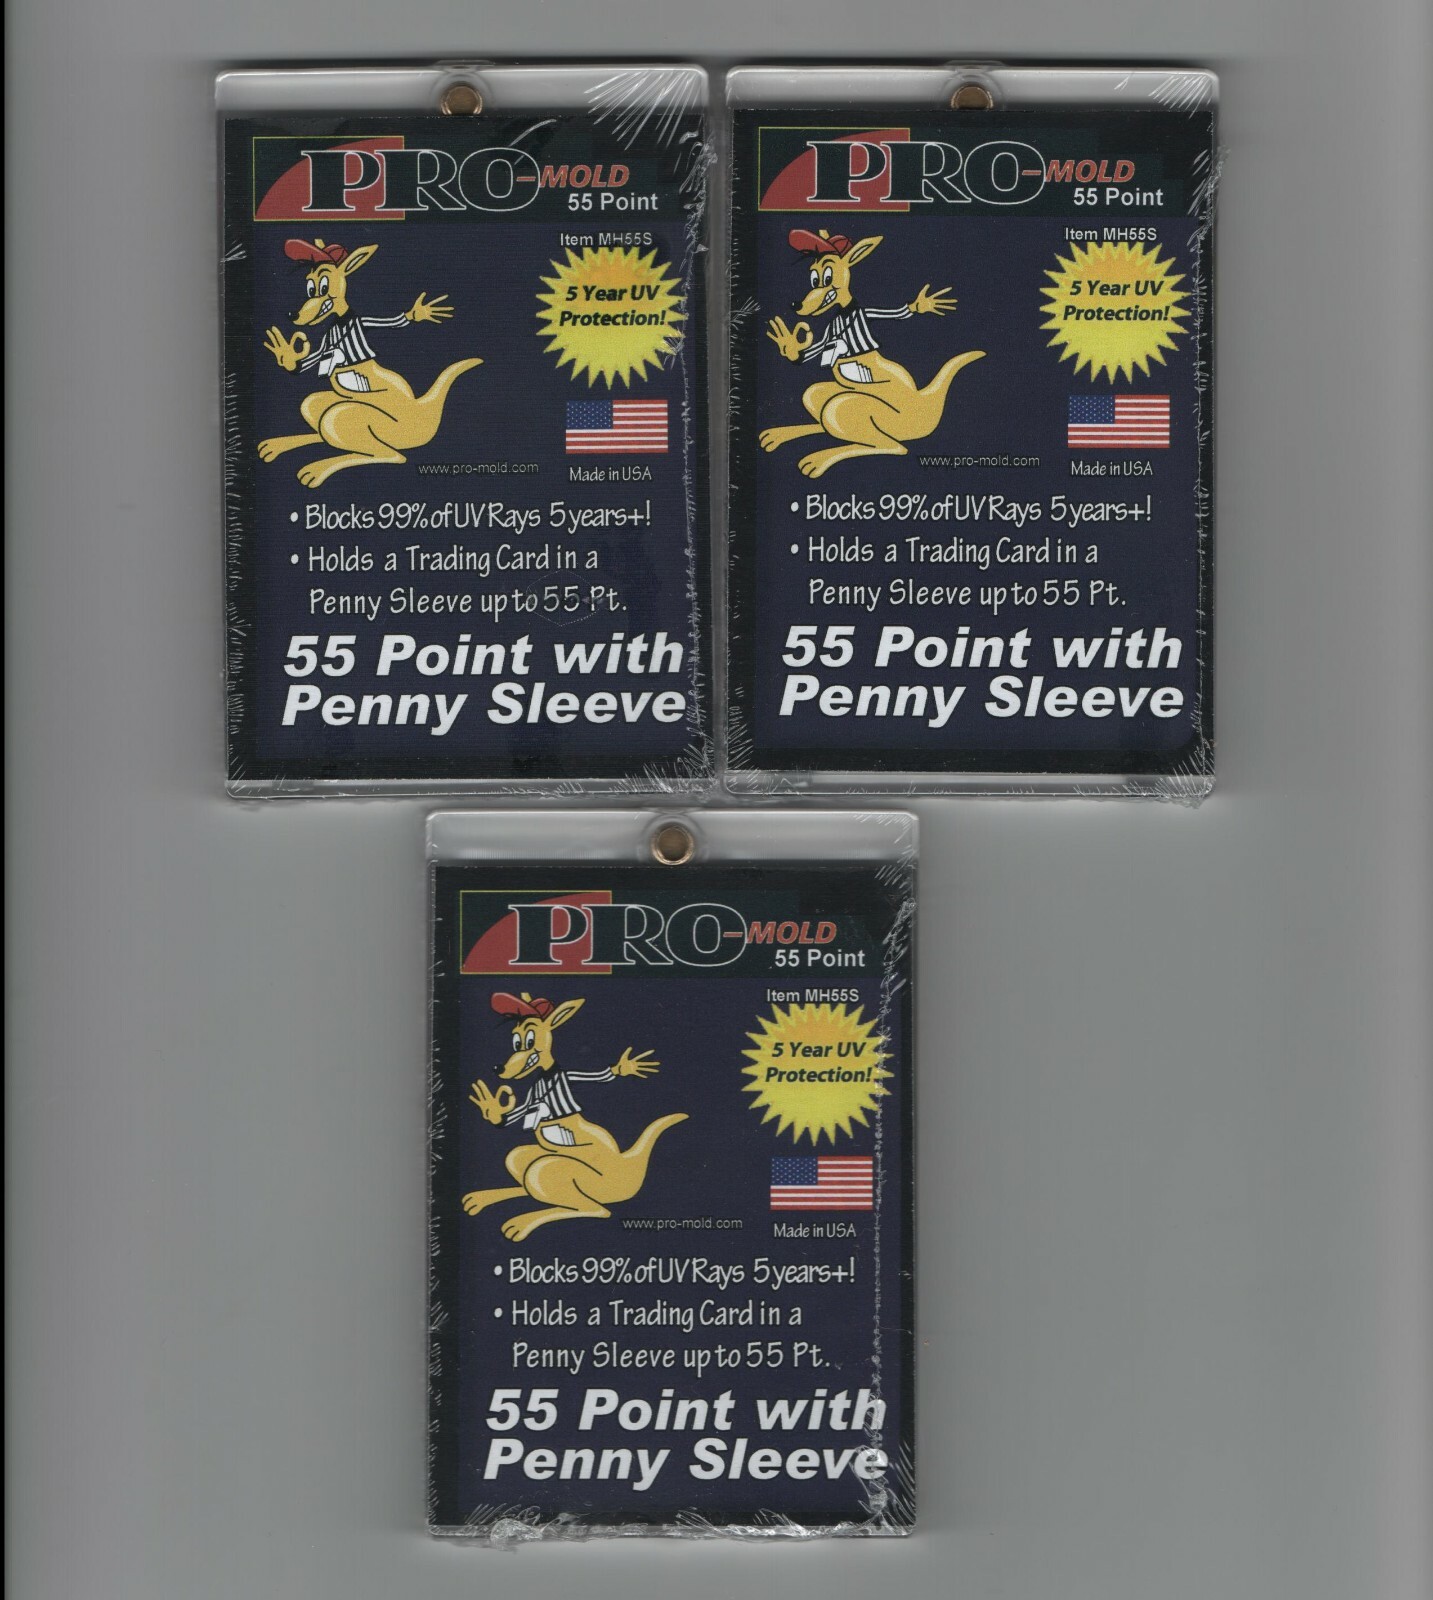 PRO-MOLD
55 Point
Item MH55S
5 Year UV
Protection!
www.pro-mold.com
Made in USA
• Blocks 99% of UV Rays 5 years+!
• Holds a Trading Card in a
Penny Sleeve up to 55 Pt.
55 Point with
Penny Sleeve
PRO-MOLD
55 Point
Item MH55S
5 Year UV
Protection!
www.pro-mold.com
Made in USA
• Blocks 99% of UV Rays 5 years+!
• Holds a Trading Card in a
Penny Sleeve up to 55 Pt.
55 Point with
Penny Sleeve
PRO-MOLD
55 Point
Item MH55S
5 Year UV
Protection!
www.pro-mold.com
Made in USA
• Blocks 99% of UV Rays 5 years+!
• Holds a Trading Card in a
Penny Sleeve up to 55 Pt.
55 Point with
Penny Sleeve